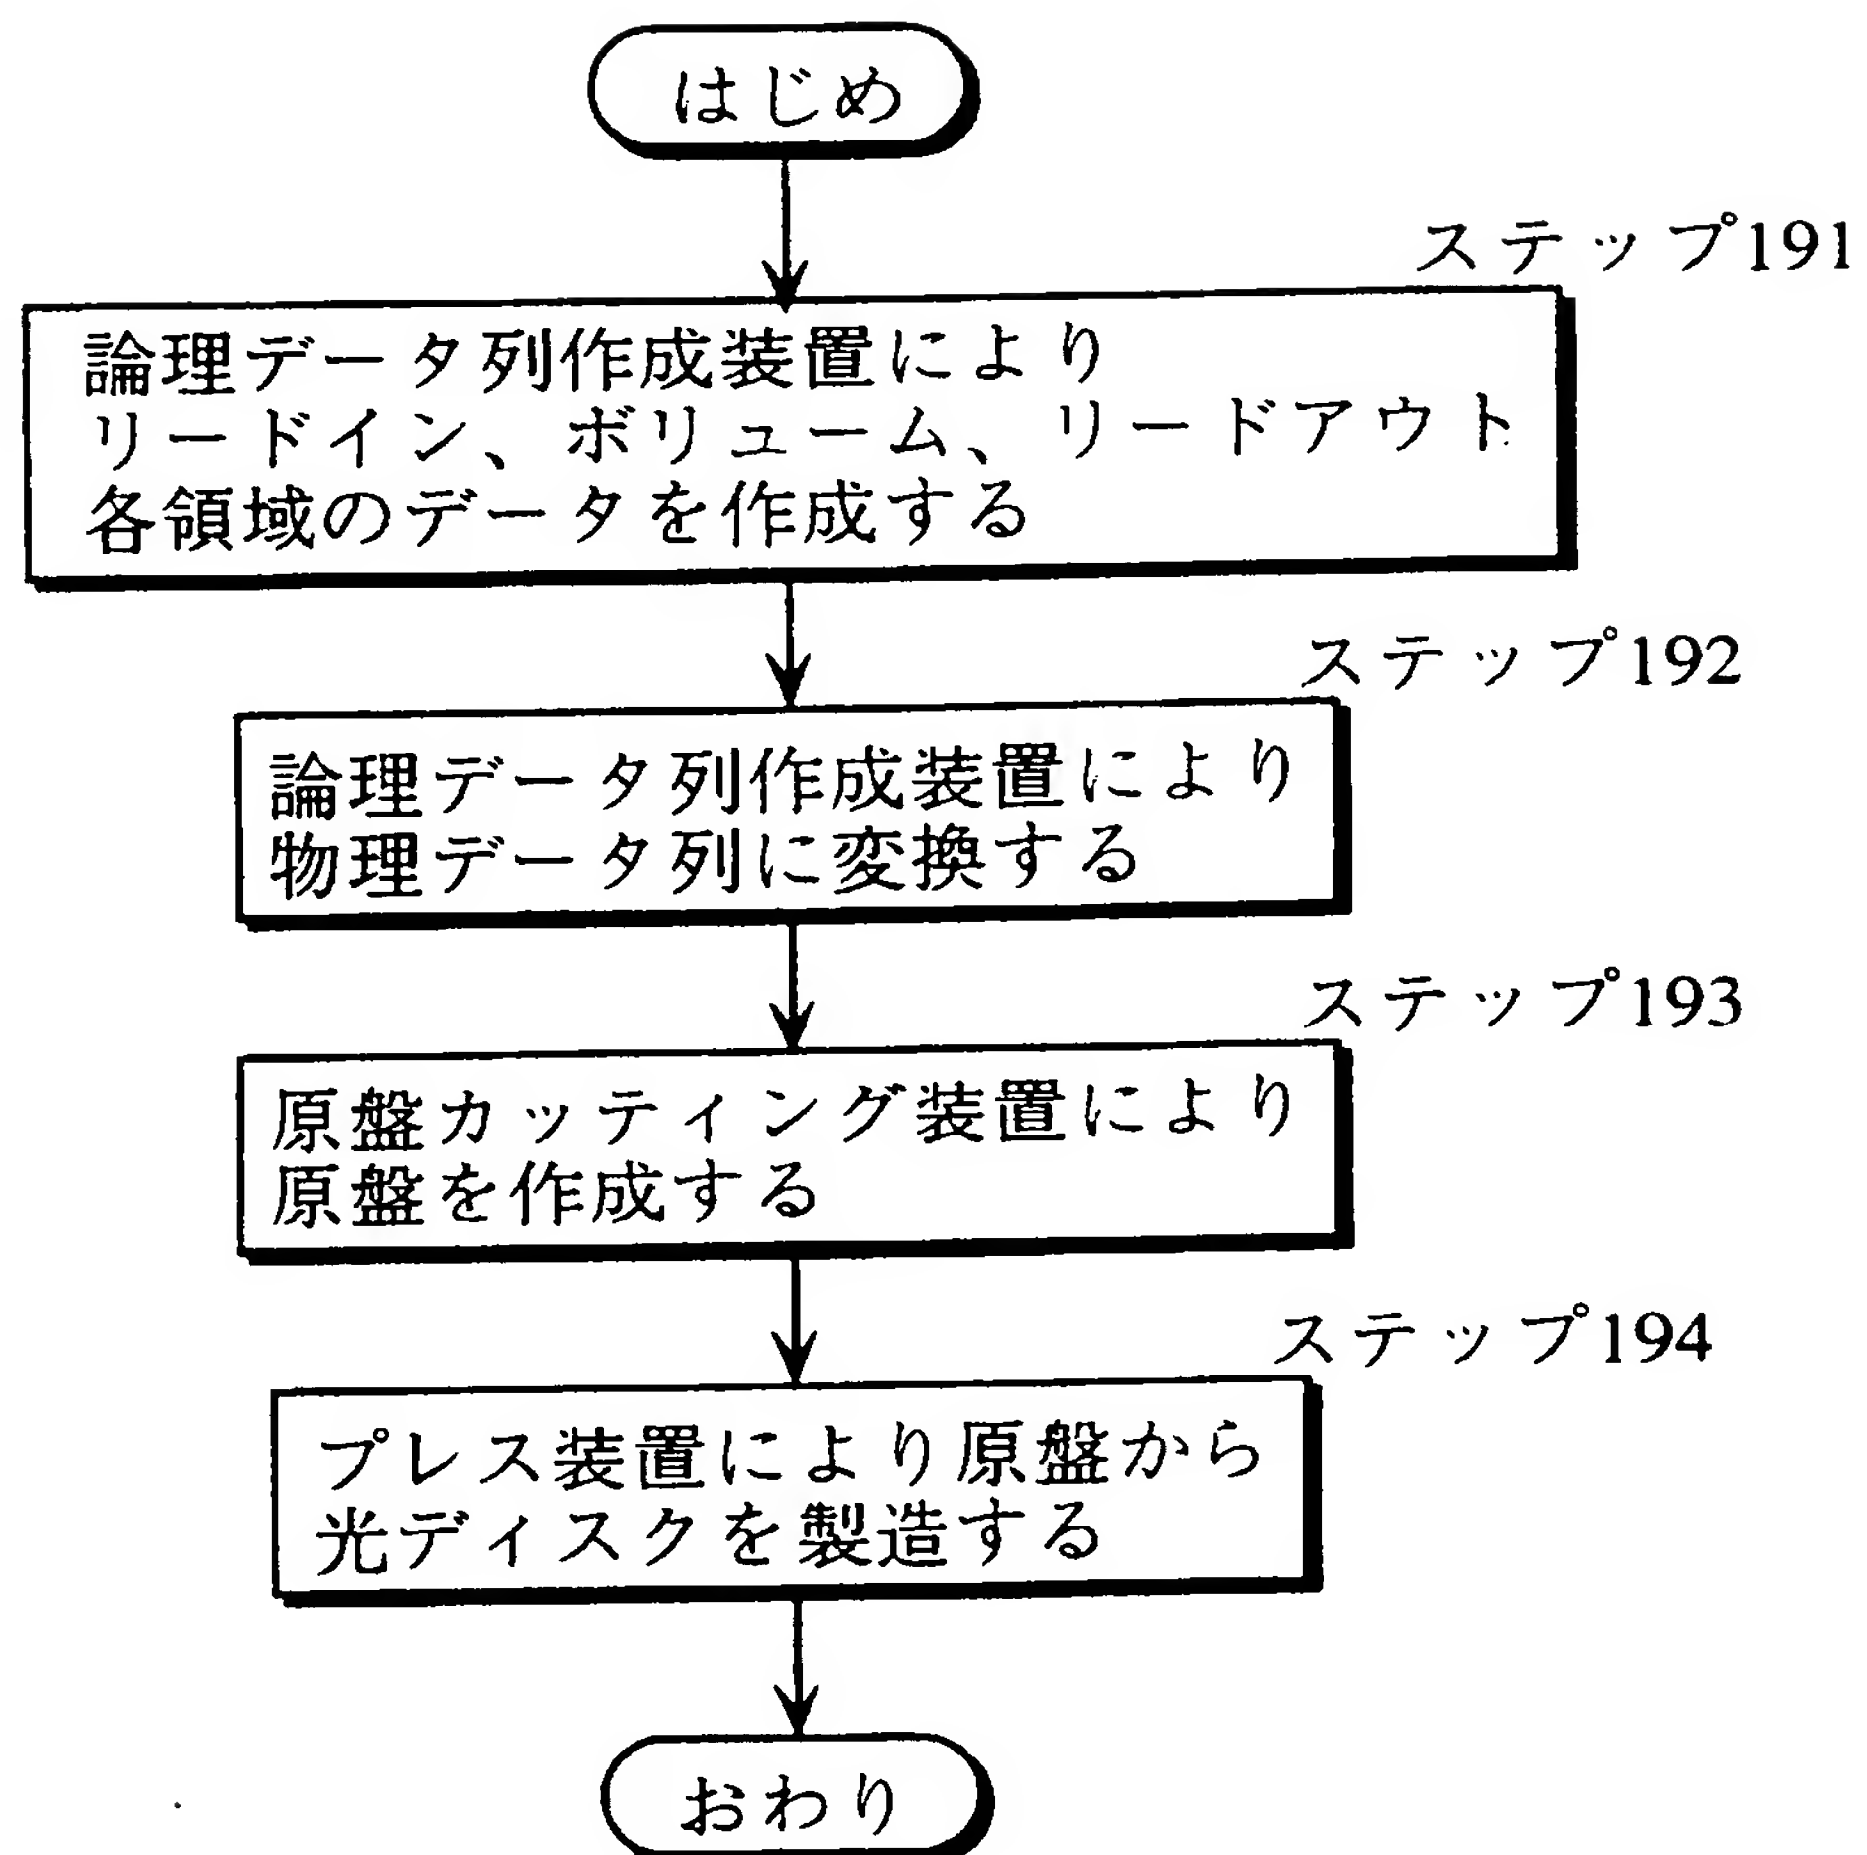 はじめ
ステップ191
論理データ列作成装置により
リードイン、ボリューム、リードアウト
各領域のデータを作成する
ステップ192
論理データ列作成装置により
物理データ列に変換する
ステップ193
原盤カッティング装置により
原盤を作成する
ステップ194
プレス装置により原盤から
光ディスクを製造する
おわり